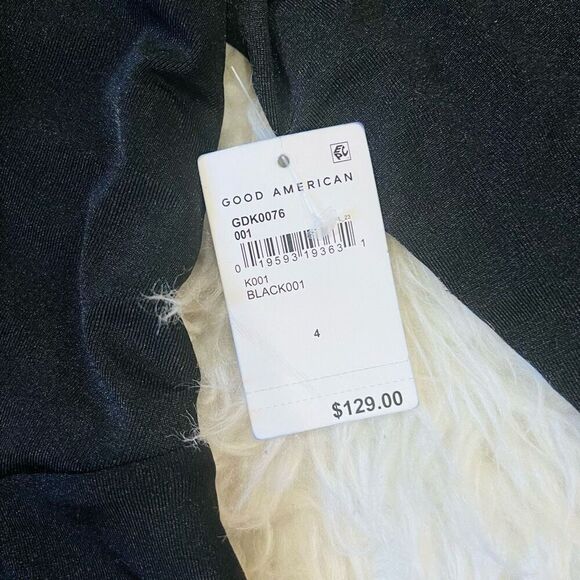 GOOD AMERICAN
GDK0076
001
0 19593 19363 1
K001
BLACK001
4
$129.00